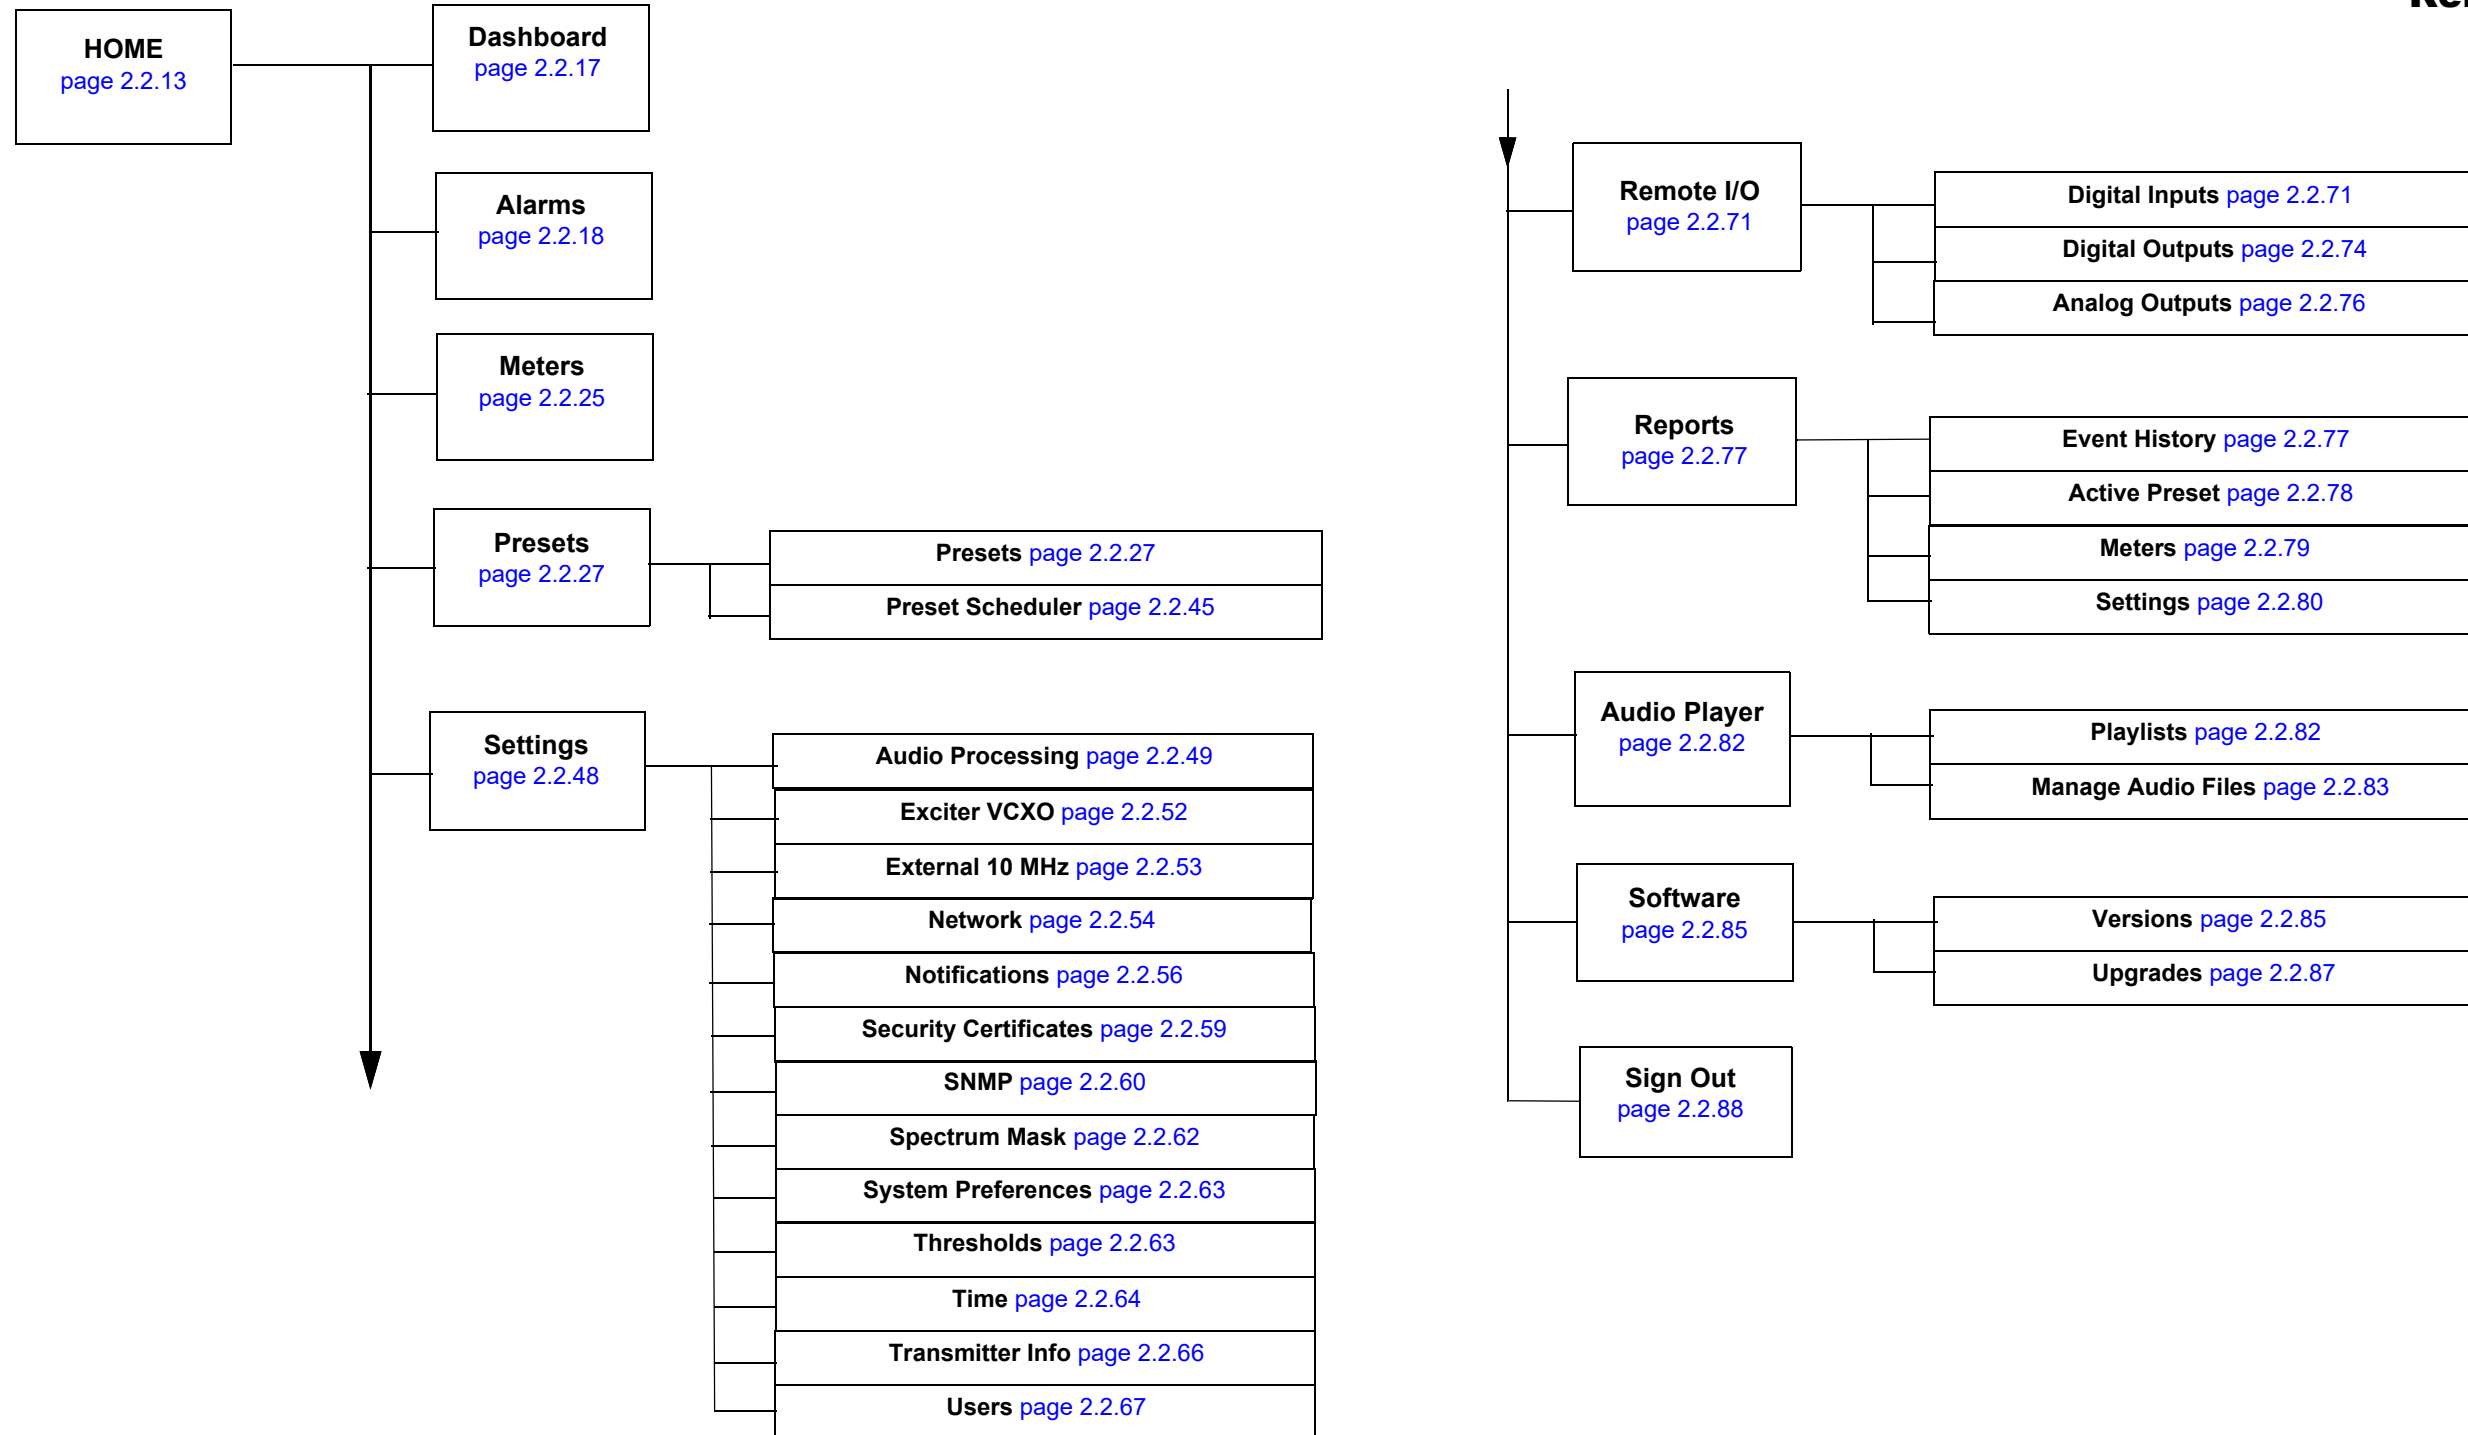 HOME
page 2.2.13
Dashboard
page 2.2.17
Alarms
page 2.2.18
Meters
page 2.2.25
Presets
page 2.2.27
Presets page 2.2.27
Preset Scheduler page 2.2.45
Settings
page 2.2.48
Audio Processing page 2.2.49
Exciter VCXO page 2.2.52
External 10 MHz page 2.2.53
Network page 2.2.54
Notifications page 2.2.56
Security Certificates page 2.2.59
SNMP page 2.2.60
Spectrum Mask page 2.2.62
System Preferences page 2.2.63
Thresholds page 2.2.63
Time page 2.2.64
Transmitter Info page 2.2.66
Users page 2.2.67
Remote I/O
page 2.2.71
Digital Inputs page 2.2.71
Digital Outputs page 2.2.74
Analog Outputs page 2.2.76
Reports
page 2.2.77
Event History page 2.2.77
Active Preset page 2.2.78
Meters page 2.2.79
Settings page 2.2.80
Audio Player
page 2.2.82
Playlists page 2.2.82
Manage Audio Files page 2.2.83
Software
page 2.2.85
Versions page 2.2.85
Upgrades page 2.2.87
Sign Out
page 2.2.88